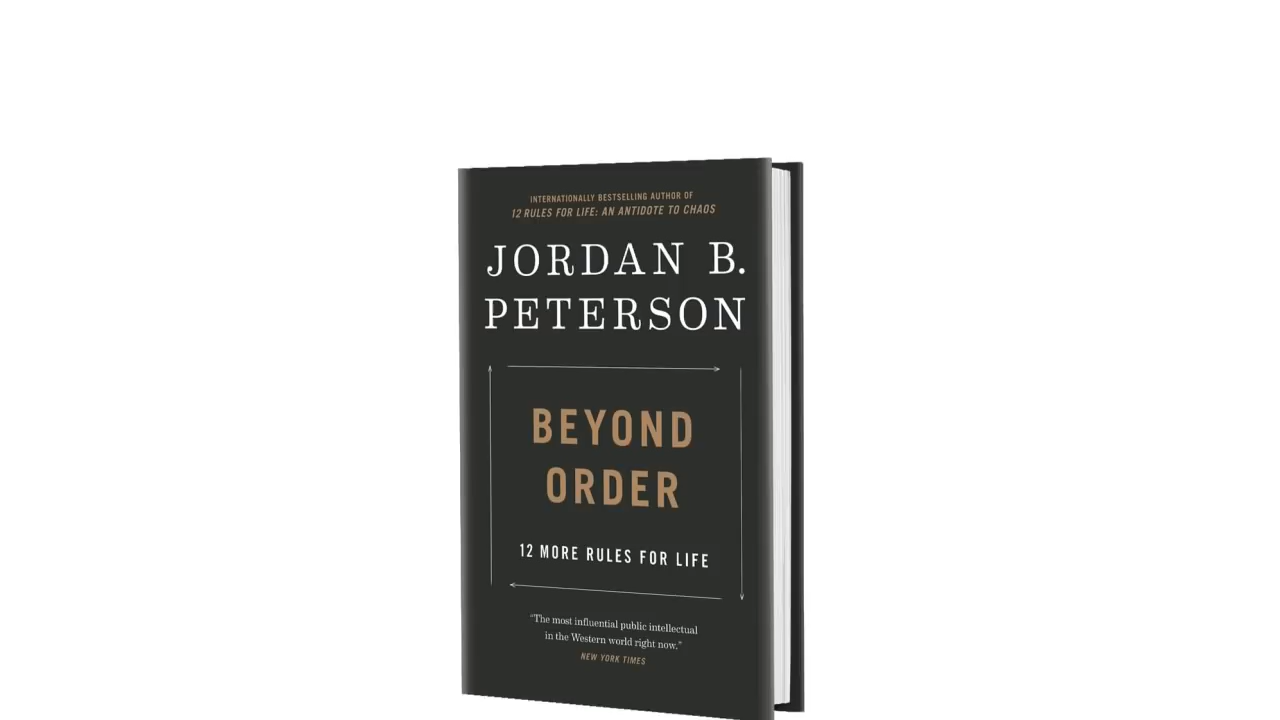 INTERNATIONALLY BESTSELLING AUTHOR OF
12 RULES FOR LIFE: AN ANTIDOTE TO CHAOS
JORDAN B.
PETERSON
BEYOND
ORDER
12 MORE RULES FOR LIFE
"The most influential public intellectual
in the Western world right now."
NEW YORK TIMES